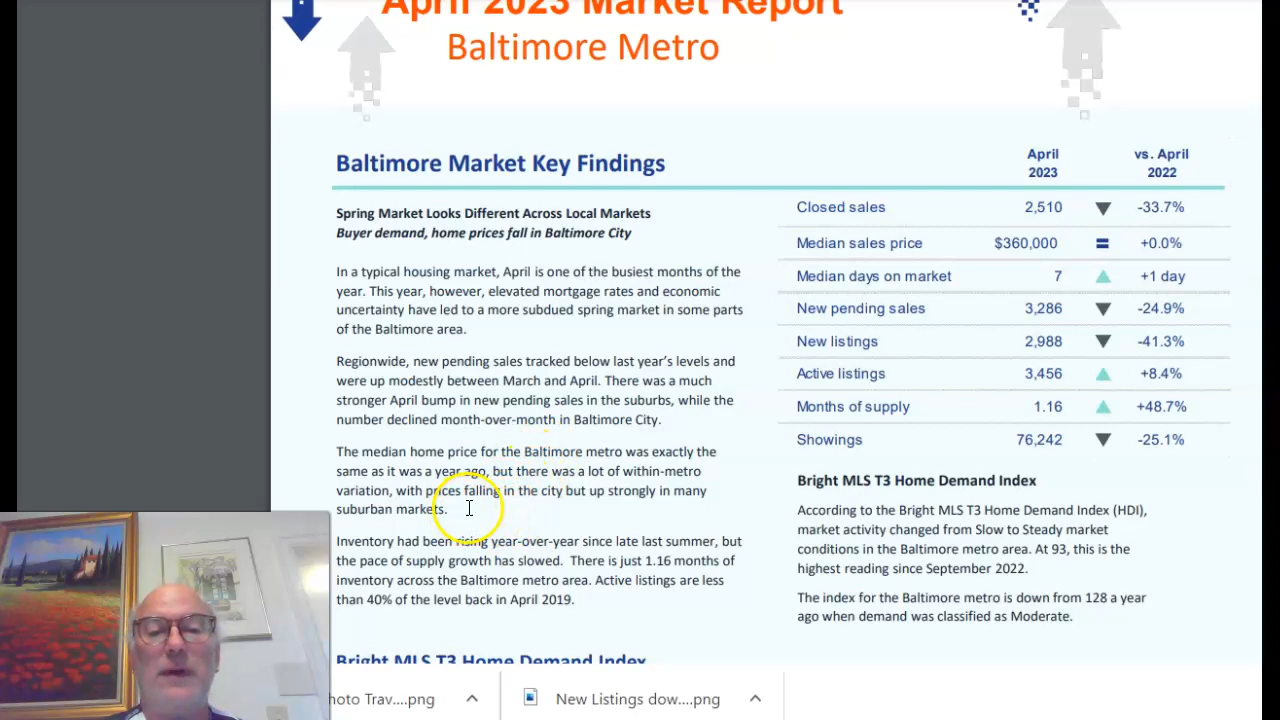 April 2023 Market Report
Baltimore Metro
Baltimore Market Key Findings
April
2023
vs. April
2022
Spring Market Looks Different Across Local Markets
Buyer demand, home prices fall in Baltimore City
In a typical housing market, April is one of the busiest months of the
year. This year, however, elevated mortgage rates and economic
uncertainty have led to a more subdued spring market in some parts
of the Baltimore area.
Regionwide, new pending sales tracked below last year's levels and
were up modestly between March and April. There was a much
stronger April bump in new pending sales in the suburbs, while the
number declined month-over-month in Baltimore City.
The median home price for the Baltimore metro was exactly the
same as it was a year ago, but there was a lot of within-metro
variation, with prices falling in the city but up strongly in many
suburban markets.
Inventory had been rising year-over-year since late last summer, but
the pace of supply growth has slowed. There is just 1.16 months of
inventory across the Baltimore metro area. Active listings are less
than 40% of the level back in April 2019.
Bright MLS T3 Home Demand Index
Closed sales 2,510 -33.7%
Median sales price $360,000 = +0.0%
Median days on market 7 +1 day
New pending sales 3,286 -24.9%
New listings 2,988 -41.3%
Active listings 3,456 +8.4%
Months of supply 1.16 +48.7%
Showings 76,242 -25.1%
Bright MLS T3 Home Demand Index
According to the Bright MLS T3 Home Demand Index (HDI),
market activity changed from Slow to Steady market
conditions in the Baltimore metro area. At 93, this is the
highest reading since September 2022.
The index for the Baltimore metro is down from 128 a year
ago when demand was classified as Moderate.
hoto Trav....png
New Listings dow....png